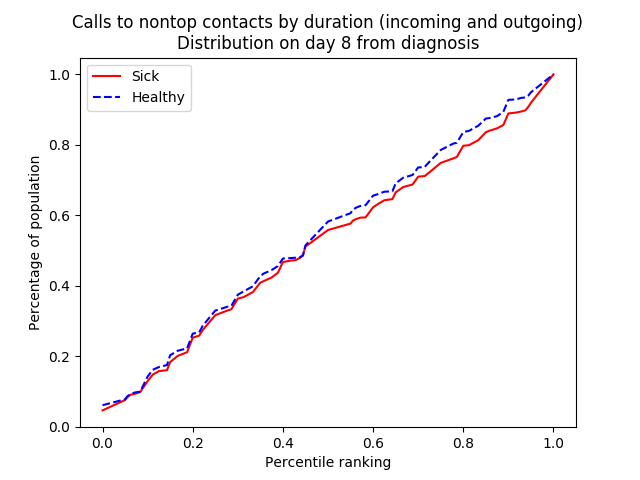 Calls to nontop contacts by duration (incoming and outgoing)
Distribution on day 8 from diagnosis
Sick
Healthy
Percentage of population
1.0
0.8
0.6
0.4
0.2
0.0
0.0 0.2 0.4 0.6 0.8 1.0
Percentile ranking